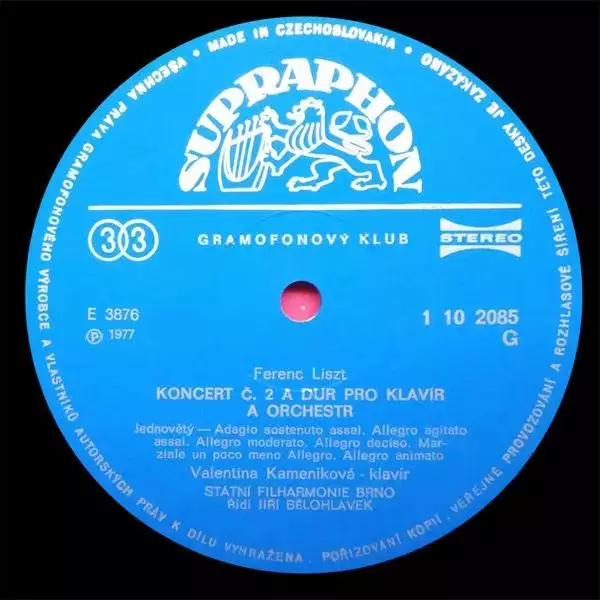 VŠECHNA PRÁVA GRAMOFONOVÉHO VÝROBCE A VLASTNÍKŮ AUTORSKÝCH PRÁV K DÍLU VYHRAŽENA. POŘIZOVÁNÍ KOPIÍ, VEŘEJNÉ PROVOZOVÁNÍ A ROZHLASOVÉ ŠÍŘENÍ TÉTO DESKY JE ZAKÁZÁNO • MADE IN CZECHOSLOVAKIA •
SUPRAPHON
33 GRAMOFONOVÝ KLUB STEREO
E 3876 1 10 2085
Ⓟ 1977 G
Ferenc Liszt
KONCERT Č. 2 A DUR PRO KLAVÍR
A ORCHESTR
Jednovětý — Adagio sostenuto assai. Allegro agitato
assai. Allegro moderato. Allegro deciso. Mar-
ziale un poco meno Allegro. Allegro animato
Valentina Kameníková - klavír
STÁTNÍ FILHARMONIE BRNO
Řídí JIŘÍ BĚLOHLÁVEK